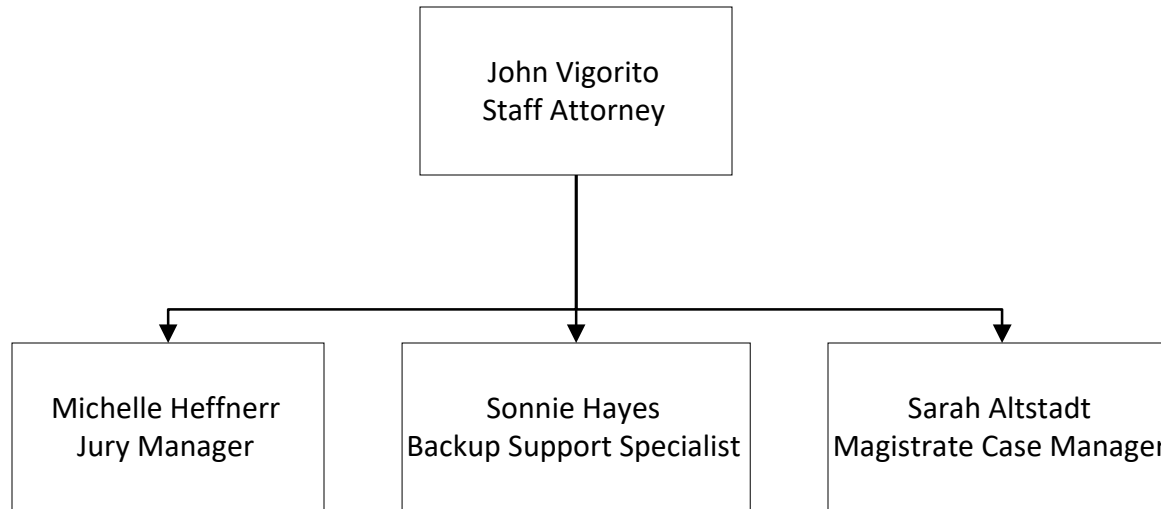 John Vigorito
Staff Attorney
Michelle Heffnerr
Jury Manager
Sonnie Hayes
Backup Support Specialist
Sarah Altstadt
Magistrate Case Manager